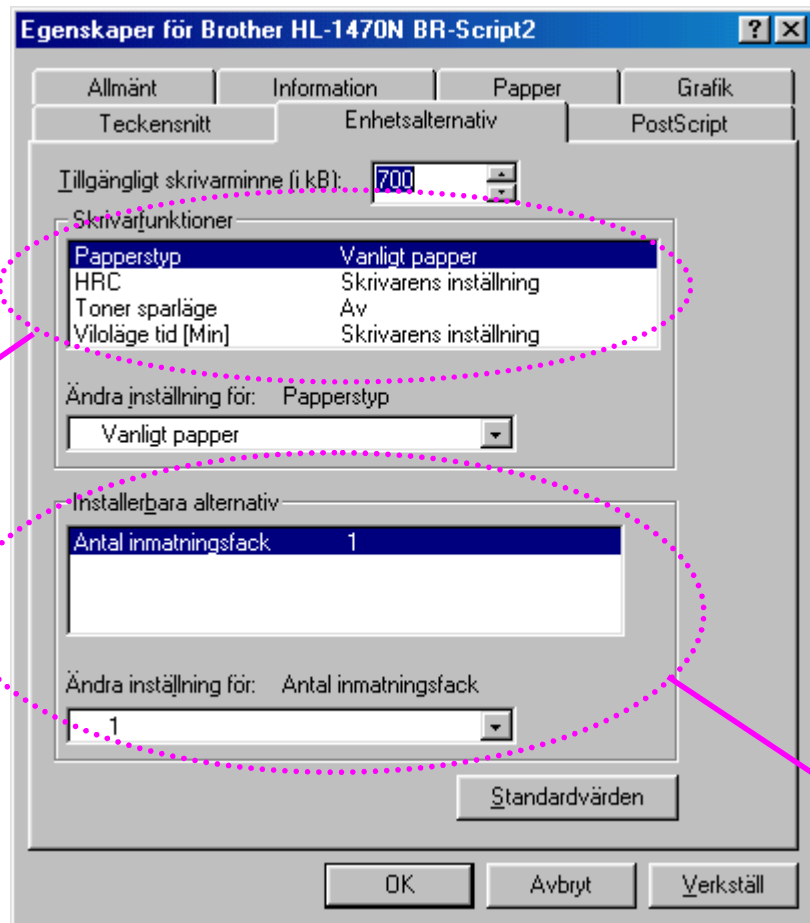 Egenskaper för Brother HL-1470N BR-Script2
Allmänt Information Papper Grafik
Teckensnitt Enhetsalternativ PostScript
Tillgängligt skrivarminne (i kB): 700
Skrivarfunktioner
Papperstyp Vanligt papper
HRC Skrivarens inställning
Toner sparläge Av
Viloläge tid [Min] Skrivarens inställning
Ändra inställning för: Papperstyp
Vanligt papper
Installerbara alternativ
Antal inmatningsfack 1
Ändra inställning för: Antal inmatningsfack
1
Standardvärden
OK Avbryt Verkställ